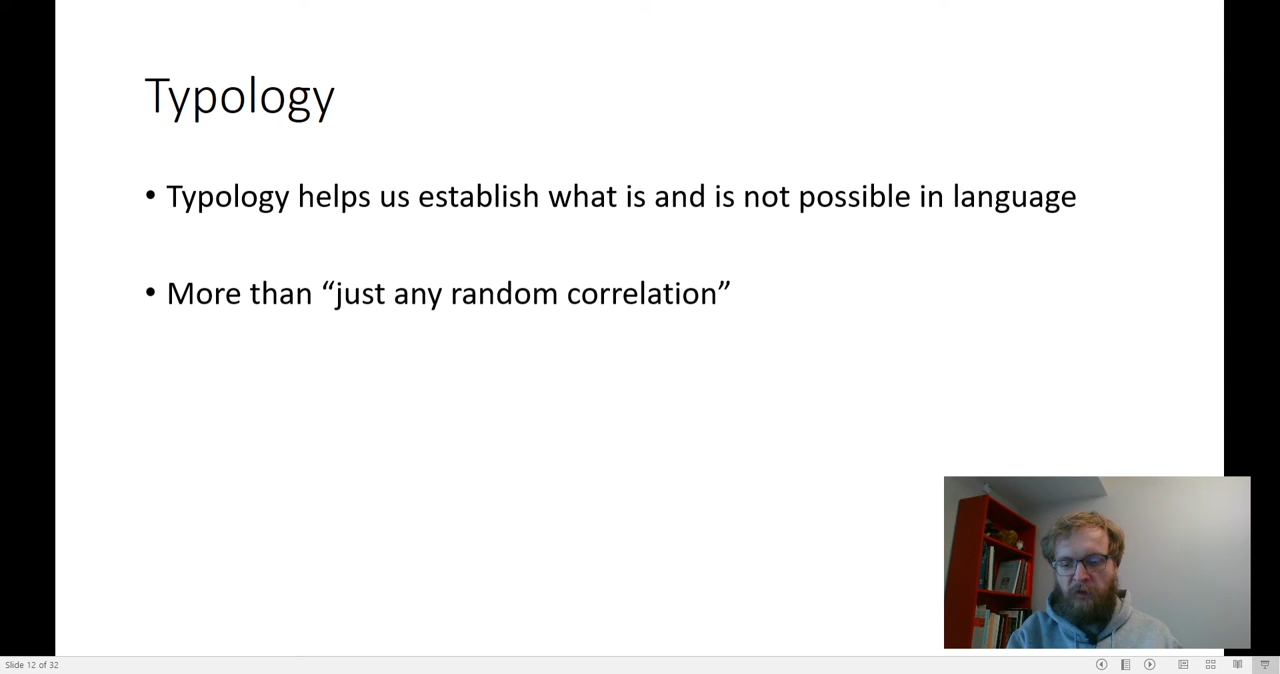 Typology
• Typology helps us establish what is and is not possible in language
• More than “just any random correlation”
Slide 12 of 32